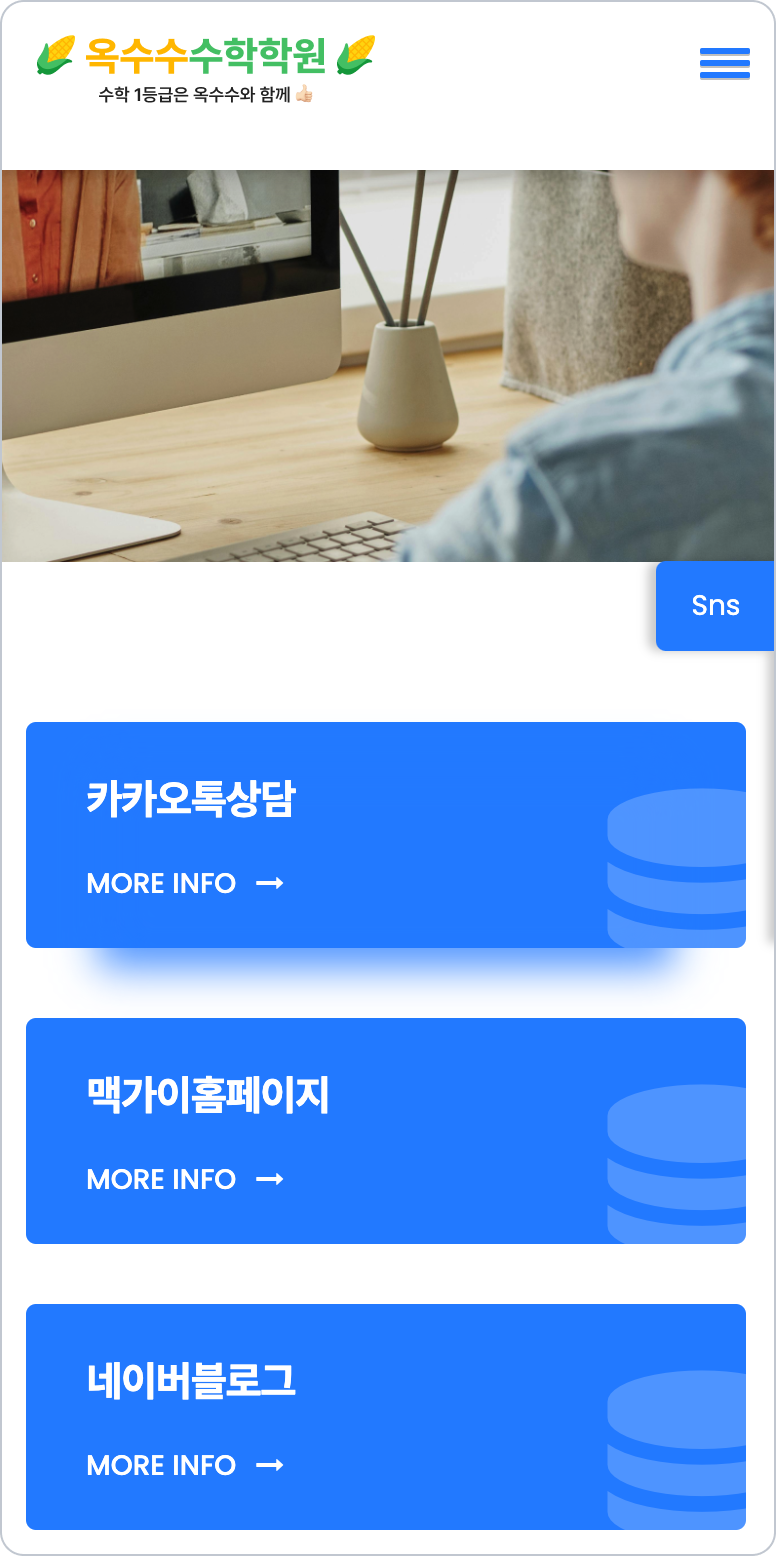 🌽 옥수수수학학원 🌽
수학 1등급은 옥수수와 함께 👍🏻
Sns
카카오톡상담
MORE INFO →
맥가이홈페이지
MORE INFO →
네이버블로그
MORE INFO →